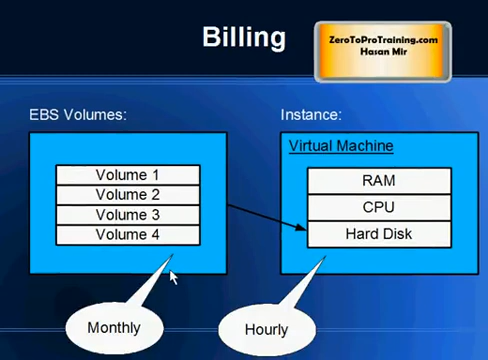 Billing
ZeroToProTraining.com
Hasan Mir
EBS Volumes:
Volume 1
Volume 2
Volume 3
Volume 4
Monthly
Instance:
Virtual Machine
RAM
CPU
Hard Disk
Hourly